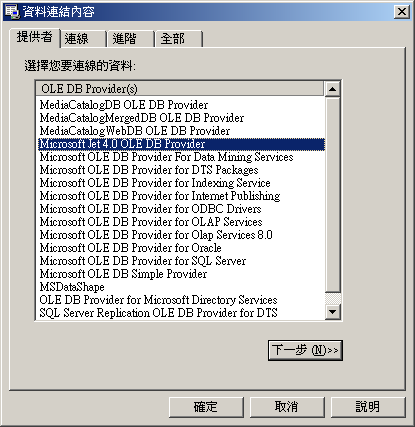 資料連結內容
提供者 連線 進階 全部
選擇您要連線的資料:
OLE DB Provider(s)
MediaCatalogDB OLE DB Provider
MediaCatalogMergedDB OLE DB Provider
MediaCatalogWebDB OLE DB Provider
Microsoft Jet 4.0 OLE DB Provider
Microsoft OLE DB Provider For Data Mining Services
Microsoft OLE DB Provider for DTS Packages
Microsoft OLE DB Provider for Indexing Service
Microsoft OLE DB Provider for Internet Publishing
Microsoft OLE DB Provider for ODBC Drivers
Microsoft OLE DB Provider for OLAP Services
Microsoft OLE DB Provider for Olap Services 8.0
Microsoft OLE DB Provider for Oracle
Microsoft OLE DB Provider for SQL Server
Microsoft OLE DB Simple Provider
MSDataShape
OLE DB Provider for Microsoft Directory Services
SQL Server Replication OLE DB Provider for DTS
下一步 (N)>>
確定 取消 說明